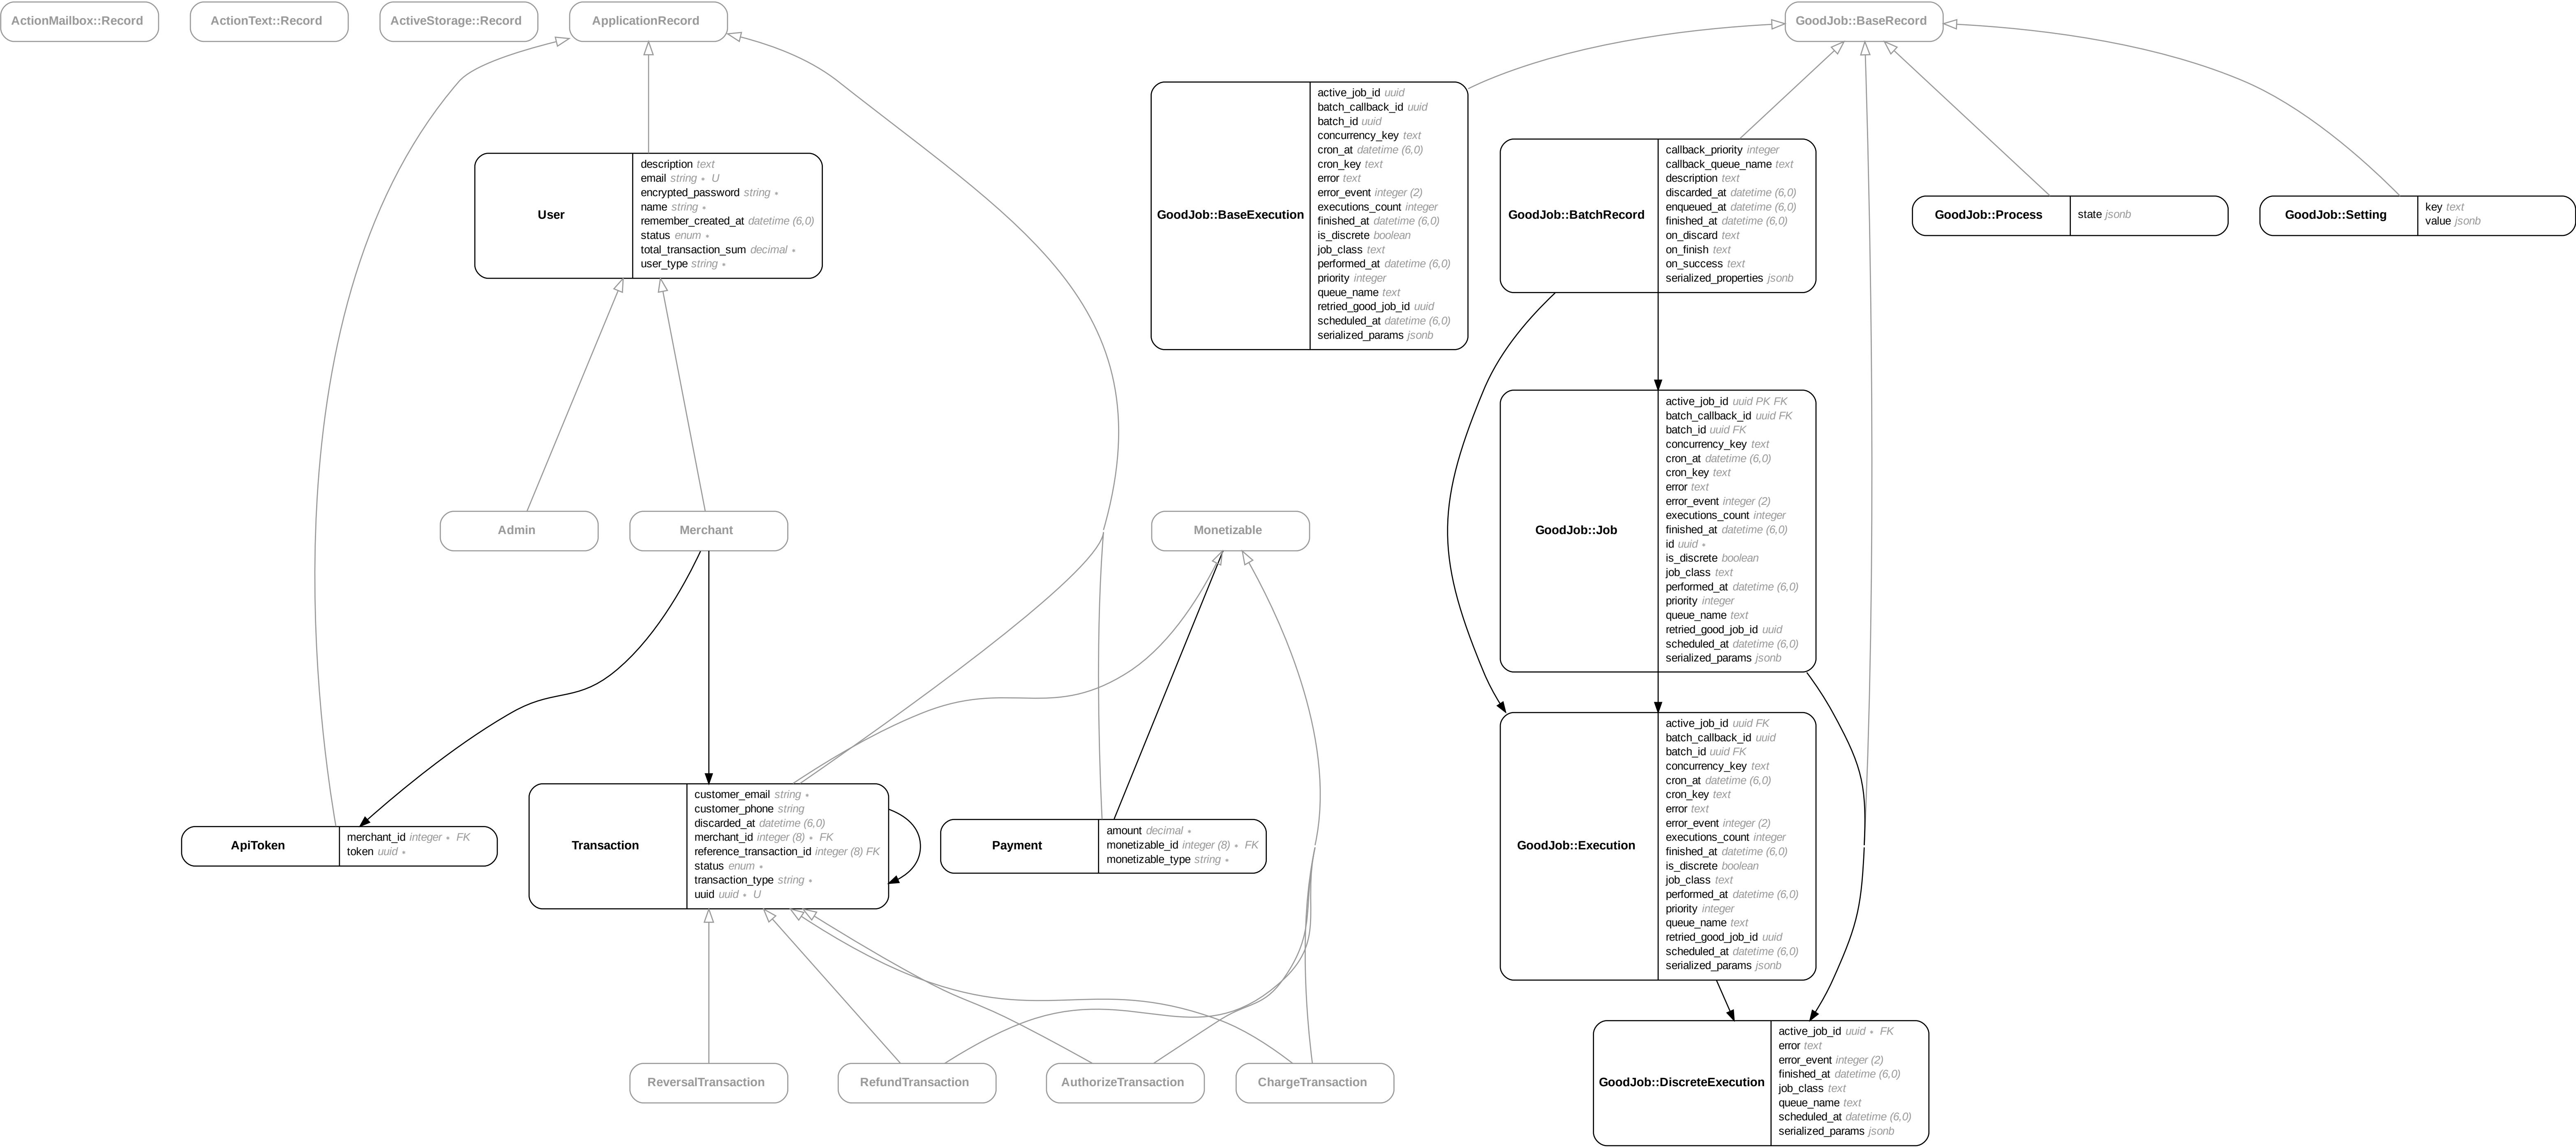 ActionMailbox::Record
ActionText::Record
ActiveStorage::Record
ApplicationRecord
GoodJob::BaseRecord
GoodJob::BaseExecution
active_job_id uuid
batch_callback_id uuid
batch_id uuid
concurrency_key text
cron_at datetime (6,0)
cron_key text
error text
error_event integer (2)
executions_count integer
finished_at datetime (6,0)
is_discrete boolean
job_class text
performed_at datetime (6,0)
priority integer
queue_name text
retried_good_job_id uuid
scheduled_at datetime (6,0)
serialized_params jsonb
User
description text
email string ∗ U
encrypted_password string ∗
name string ∗
remember_created_at datetime (6,0)
status enum ∗
total_transaction_sum decimal ∗
user_type string ∗
GoodJob::BatchRecord
callback_priority integer
callback_queue_name text
description text
discarded_at datetime (6,0)
enqueued_at datetime (6,0)
finished_at datetime (6,0)
on_discard text
on_finish text
on_success text
serialized_properties jsonb
GoodJob::Process
state jsonb
GoodJob::Setting
key text
value jsonb
Admin
Merchant
Monetizable
GoodJob::Job
active_job_id uuid PK FK
batch_callback_id uuid FK
batch_id uuid FK
concurrency_key text
cron_at datetime (6,0)
cron_key text
error text
error_event integer (2)
executions_count integer
finished_at datetime (6,0)
id uuid ∗
is_discrete boolean
job_class text
performed_at datetime (6,0)
priority integer
queue_name text
retried_good_job_id uuid
scheduled_at datetime (6,0)
serialized_params jsonb
ApiToken
merchant_id integer ∗ FK
token uuid ∗
Transaction
customer_email string ∗
customer_phone string
discarded_at datetime (6,0)
merchant_id integer (8) ∗ FK
reference_transaction_id integer (8) FK
status enum ∗
transaction_type string ∗
uuid uuid ∗ U
Payment
amount decimal ∗
monetizable_id integer (8) ∗ FK
monetizable_type string ∗
GoodJob::Execution
active_job_id uuid FK
batch_callback_id uuid
batch_id uuid FK
concurrency_key text
cron_at datetime (6,0)
cron_key text
error text
error_event integer (2)
executions_count integer
finished_at datetime (6,0)
is_discrete boolean
job_class text
performed_at datetime (6,0)
priority integer
queue_name text
retried_good_job_id uuid
scheduled_at datetime (6,0)
serialized_params jsonb
ReversalTransaction
RefundTransaction
AuthorizeTransaction
ChargeTransaction
GoodJob::DiscreteExecution
active_job_id uuid ∗ FK
error text
error_event integer (2)
finished_at datetime (6,0)
job_class text
queue_name text
scheduled_at datetime (6,0)
serialized_params jsonb